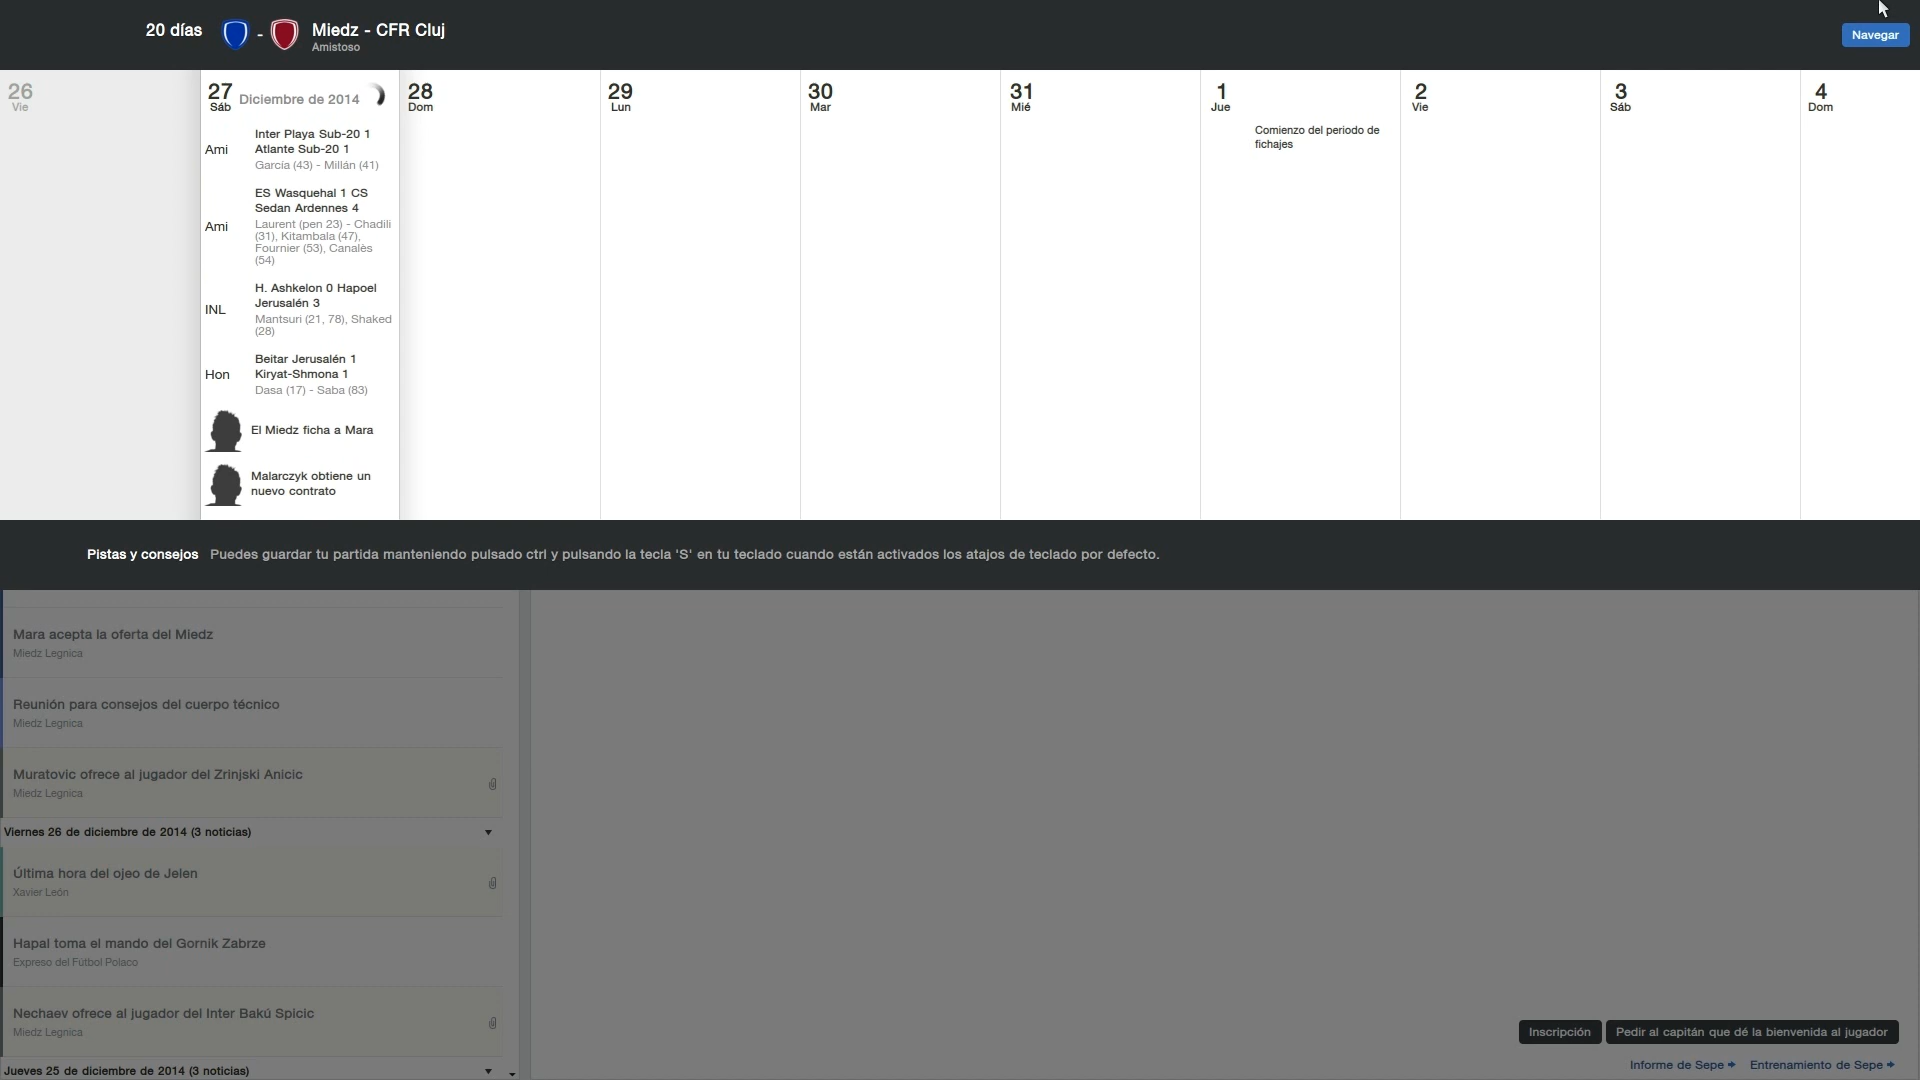 20 días
Miedz - CFR Cluj
Amistoso
Navegar
26
Vie
27
Sáb
Diciembre de 2014
28
Dom
29
Lun
30
Mar
31
Mié
1
Jue
2
Vie
3
Sáb
4
Dom
Ami
Inter Playa Sub-20 1
Atlante Sub-20 1
García (43) - Millán (41)
Ami
ES Wasquehal 1 CS
Sedan Ardennes 4
Laurent (pen 23) - Chadili
(31), Kitambala (47),
Fournier (53), Canalès
(54)
INL
H. Ashkelon 0 Hapoel
Jerusalén 3
Mantsuri (21, 78), Shaked
(28)
Hon
Beitar Jerusalén 1
Kiryat-Shmona 1
Dasa (17) - Saba (83)
El Miedz ficha a Mara
Malarczyk obtiene un
nuevo contrato
Comienzo del periodo de
fichajes
Pistas y consejos Puedes guardar tu partida manteniendo pulsado ctrl y pulsando la tecla 'S' en tu teclado cuando están activados los atajos de teclado por defecto.
Mara acepta la oferta del Miedz
Miedz Legnica
Reunión para consejos del cuerpo técnico
Miedz Legnica
Muratovic ofrece al jugador del Zrinjski Anicic
Miedz Legnica
Viernes 26 de diciembre de 2014 (3 noticias)
Última hora del ojeo de Jelen
Xavier León
Hapal toma el mando del Gornik Zabrze
Expreso del Fútbol Polaco
Nechaev ofrece al jugador del Inter Bakú Spicic
Miedz Legnica
Jueves 25 de diciembre de 2014 (3 noticias)
Inscripción
Pedir al capitán que dé la bienvenida al jugador
Informe de Sepe
Entrenamiento de Sepe